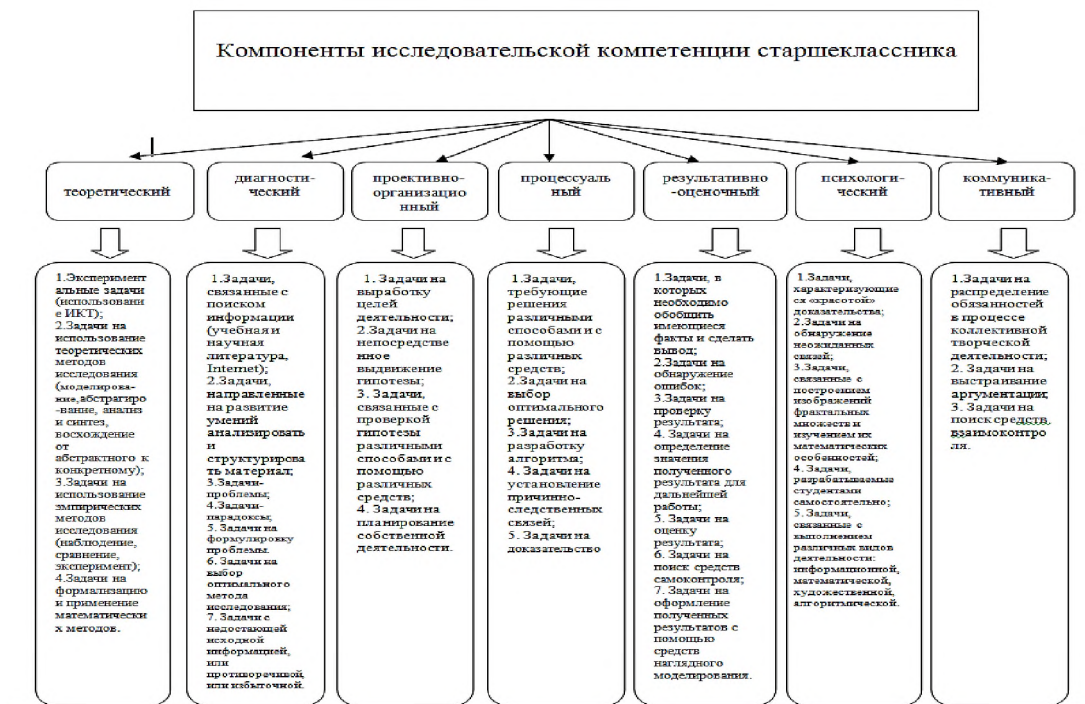 Компоненты исследовательской компетенции старшеклассника
теоретический
диагности-
ческий
проективно-
организацио
нный
процессуаль
ный
результативно
-оценочный
психологи-
ческий
коммуника-
тивный
1.Эксперимент
альные задачи
(использовани
е ИКТ);
2.Задачи на
использование
теоретических
методов
исследования
(моделирова-
ние,абстрагиро
-вание, анализ
и синтез,
восхождение
от
абстрактного к
конкретному);
3.Задачи на
использование
эмпирических
методов
исследования
(наблюдение,
сравнение,
эксперимент);
4.Задачи на
формализацию
и применение
математически
х методов.
1.Задачи,
связанные с
поиском
информации
(учебная и
научная
литература,
Internet);
2.Задачи,
направленные
на развитие
умений
анализировать
и
структурирова
ть материал;
3.Задачи-
проблемы;
4.Задачи-
парадоксы;
5. Задачи на
формулировку
проблемы.
6. Задачи на
выбор
оптимального
метода
исследования;
7. Задачи с
недостающей
исходной
информацией,
или
противоречивой,
или избыточной.
1. Задачи на
выработку
целей
деятельности;
2.Задачи на
непосредстве
нное
выдвижение
гипотезы;
3. Задачи,
связанные с
проверкой
гипотезы
различными
способами и с
помощью
различных
средств;
4. Задачи на
планирование
собственной
деятельности.
1.Задачи,
требующие
решения
различными
способами и с
помощью
различных
средств;
2.Задачи на
выбор
оптимального
решения;
3.Задачи на
разработку
алгоритма;
4. Задачи на
установление
причинно-
следственных
связей;
5. Задачи на
доказательство
1.Задачи, в
которых
необходимо
обобщить
имеющиеся
факты и сделать
вывод;
2.Задачи на
обнаружение
ошибок;
3.Задачи на
проверку
результата;
4. Задачи на
определение
значения
полученного
результата для
дальнейшей
работы;
5. Задачи на
оценку
результата;
6. Задачи на
поиск средств
самоконтроля;
7. Задачи на
оформление
полученных
результатов с
помощью
средств
наглядного
моделирования.
1.Задачи,
характеризующие
ся «красотой»
доказательства;
2.Задачи на
обнаружение
неожиданных
связей;
3.Задачи,
связанные с
построением
изображений
фрактальных
множеств и
изучением их
математических
особенностей;
4. Задачи,
разрабатываемые
студентами
самостоятельно;
5. Задачи,
связанные с
выполнением
различных видов
деятельности:
информационной,
математической,
художественной,
алгоритмической.
1.Задачи на
распределение
обязанностей
в процессе
коллективной
творческой
деятельности;
2. Задачи на
выстраивание
аргументации;
3. Задачи на
поиск средств,
взаимоконтро
ля.